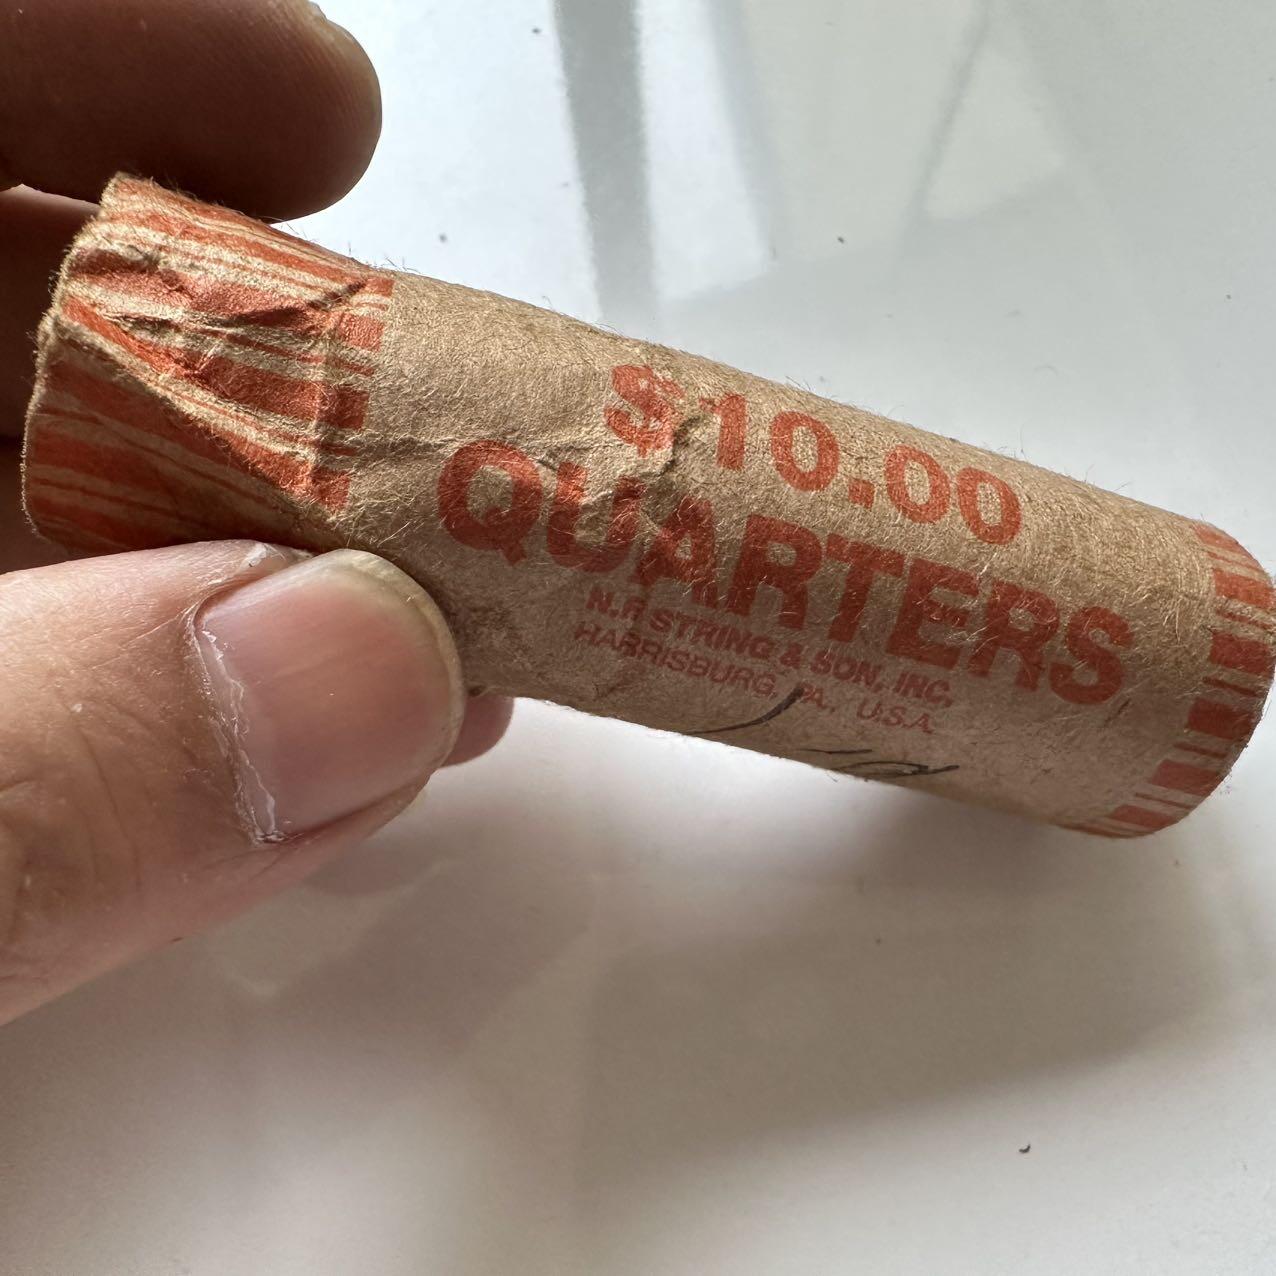 $10.00
QUARTERS
N.F. STRING & SON, INC.
HARRISBURG, PA., U.S.A.